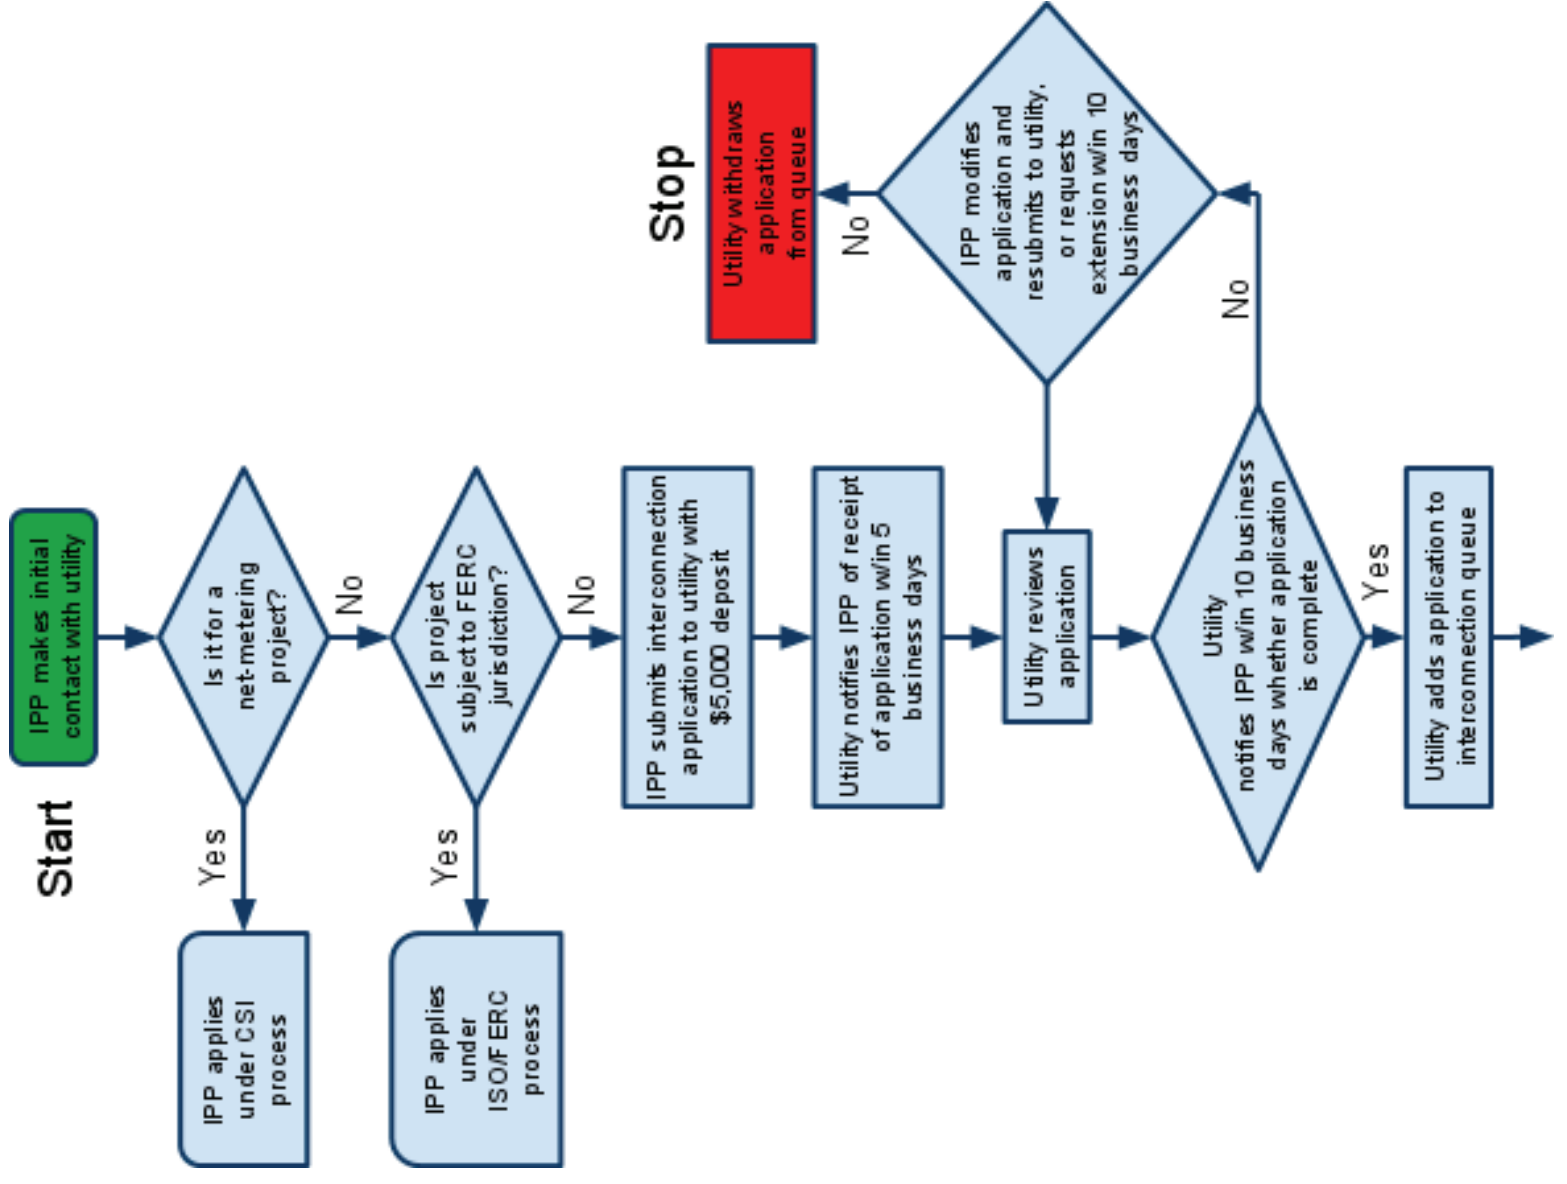 Start
IPP makes initial
contact with utility
Is it for a
net-metering
project?
Yes
IPP applies
under CSI
process
No
Is project
subject to FERC
jurisdiction?
Yes
IPP applies
under
ISO/FERC
process
No
IPP submits interconnection
application to utility with
$5,000 deposit
Utility notifies IPP of receipt
of application w/in 5
business days
Utility reviews
application
Utility
notifies IPP w/in 10 business
days whether application
is complete
No
IPP modifies
application and
resubmits to utility,
or requests
extension w/in 10
business days
No
Stop
Utility withdraws
application
from queue
Yes
Utility adds application to
interconnection queue